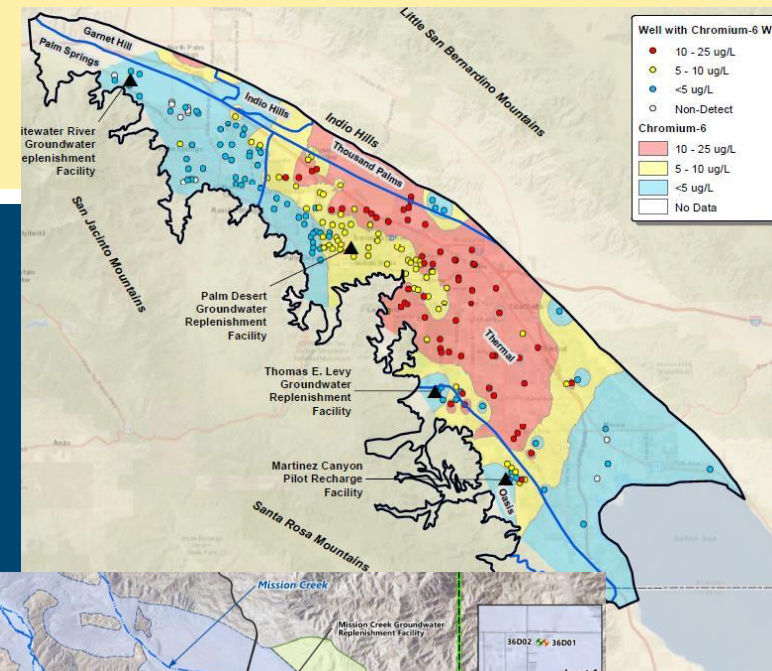 Little San Bernardino Mountains
Garnet Hill
Palm Springs
Indio Hills
Indio Hills
Thousand Palms
itewater River
Groundwater
eplenishment
Facility
San Jacinto Mountains
Palm Desert
Groundwater
Replenishment
Facility
Thermal
Thomas E. Levy
Groundwater
Replenishment
Facility
Martinez Canyon
Pilot Recharge
Facility
Oasis
Santa Rosa Mountains
Salton Sea
Anza
Well with Chromium-6 W
10 - 25 ug/L
5 - 10 ug/L
<5 ug/L
Non-Detect
Chromium-6
10 - 25 ug/L
5 - 10 ug/L
<5 ug/L
No Data
Mission Creek
Mission Creek Groundwater
Replenishment Facility
36D02 36D01